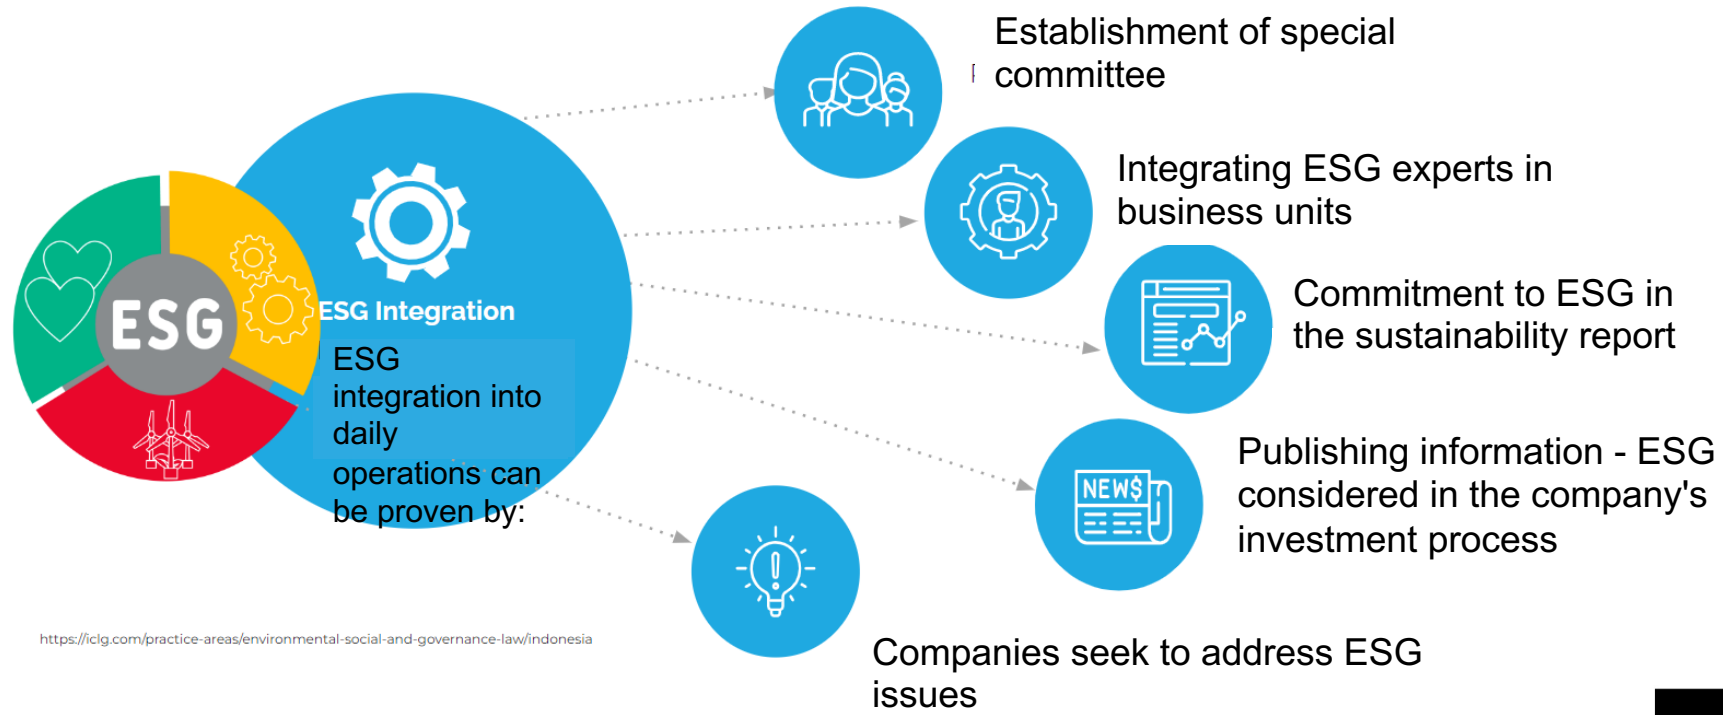 Establishment of special
committee
Integrating ESG experts in
business units
ESG
ESG Integration
ESG
integration into
daily
operations can
be proven by:
Commitment to ESG in
the sustainability report
NEW$
Publishing information - ESG
considered in the company's
investment process
https://iclg.com/practice-areas/environmental-social-and-governance-law/indonesia
Companies seek to address ESG
issues